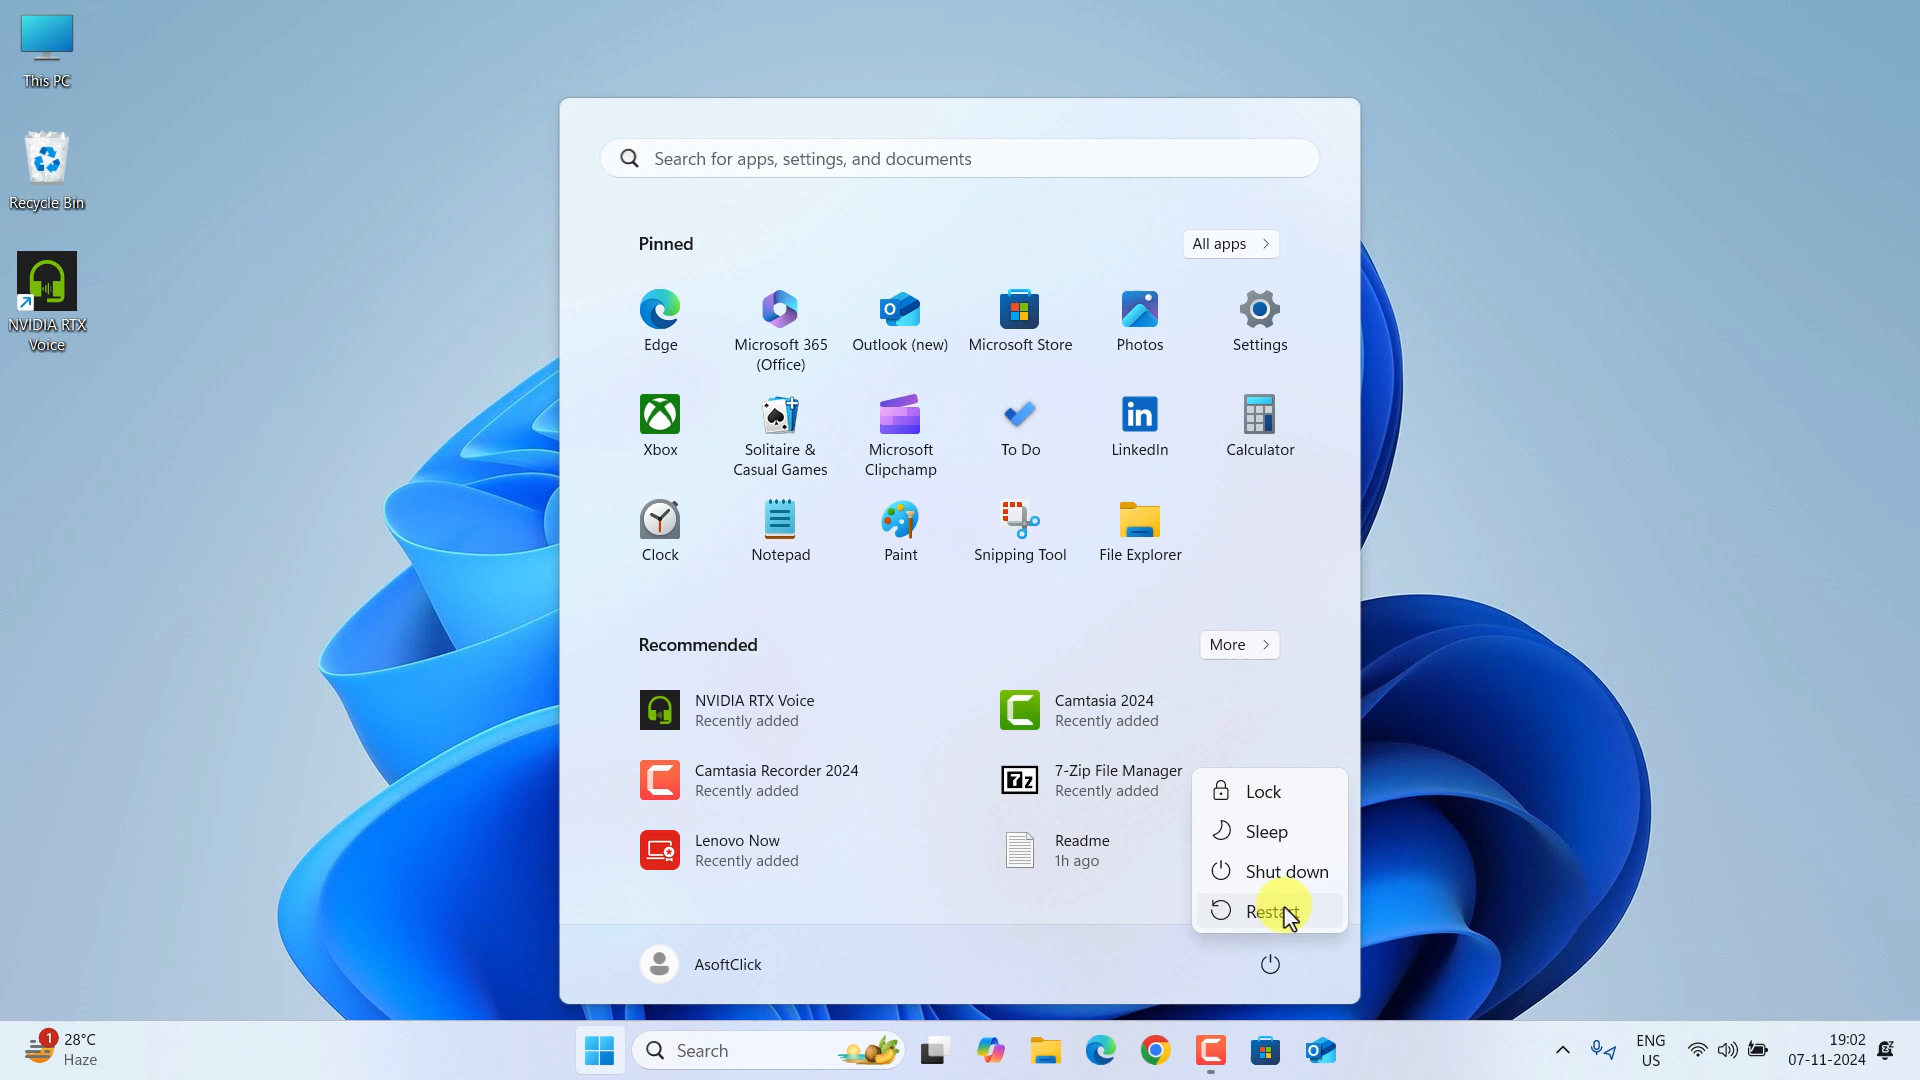 This PC
Recycle Bin
NVIDIA RTX
Voice
Search for apps, settings, and documents
Pinned
All apps
Edge
Microsoft 365
(Office)
Outlook (new)
Microsoft Store
Photos
Settings
Xbox
Solitaire &
Casual Games
Microsoft
Clipchamp
To Do
LinkedIn
Calculator
Clock
Notepad
Paint
Snipping Tool
File Explorer
Recommended
More
NVIDIA RTX Voice
Recently added
Camtasia 2024
Recently added
Camtasia Recorder 2024
Recently added
7-Zip File Manager
Recently added
Lenovo Now
Recently added
Readme
1h ago
Lock
Sleep
Shut down
Restart
AsoftClick
1
28°C
Haze
Search
ENG
US
19:02
07-11-2024